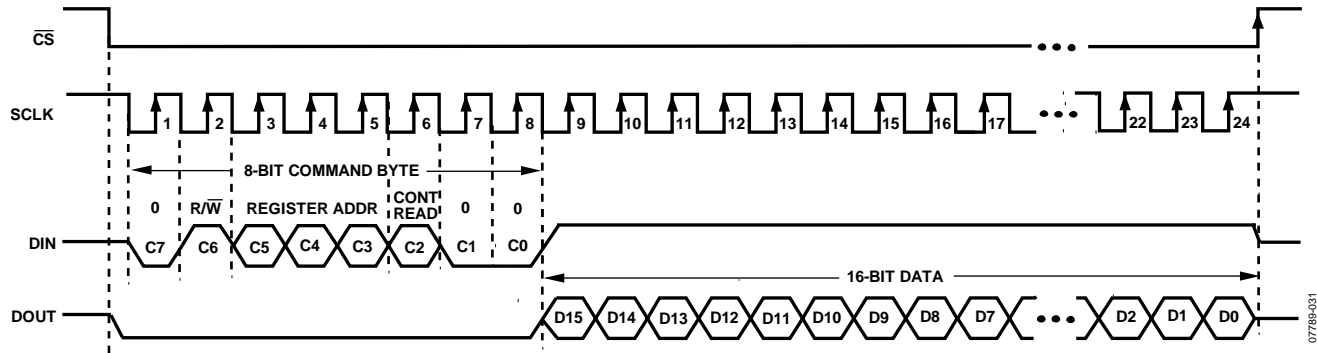 CS
SCLK
1 2 3 4 5 6 7 8 9 10 11 12 13 14 15 16 17 22 23 24
8-BIT COMMAND BYTE
0 R/W REGISTER ADDR CONT READ 0 0
DIN C7 C6 C5 C4 C3 C2 C1 C0
16-BIT DATA
DOUT D15 D14 D13 D12 D11 D10 D9 D8 D7 D2 D1 D0
07789-031